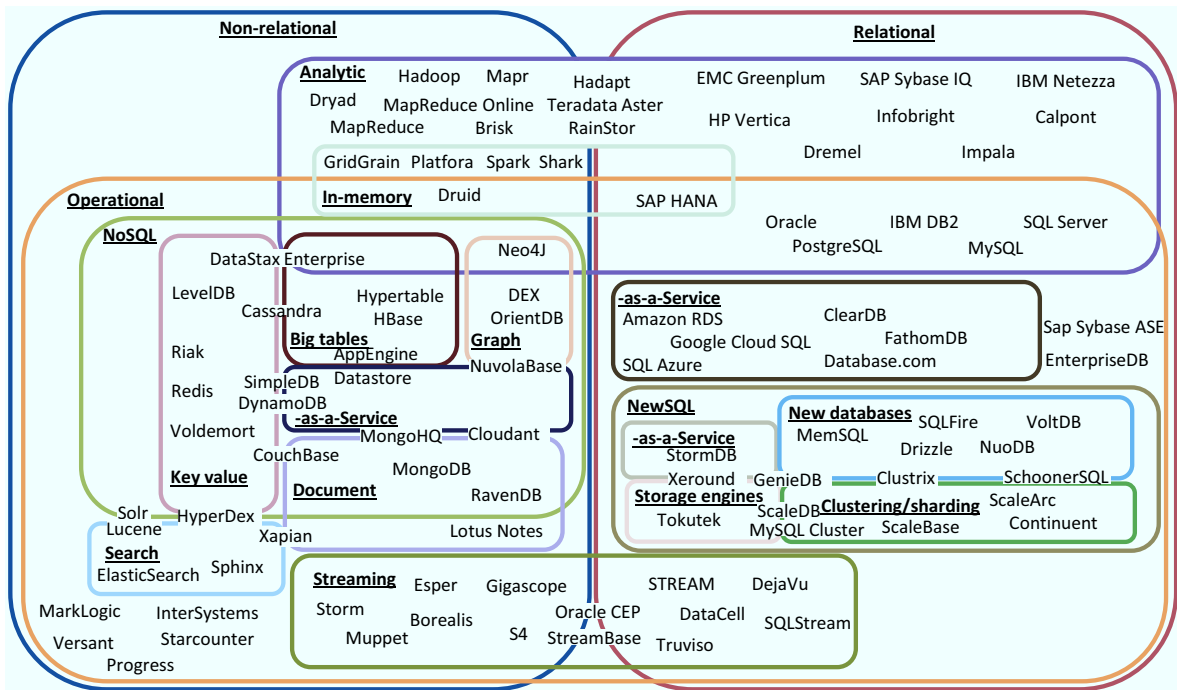 Non-relational
Relational
Analytic
Hadoop
Mapr
Hadapt
EMC Greenplum
SAP Sybase IQ
IBM Netezza
Dryad
MapReduce Online
Teradata Aster
MapReduce
Brisk
RainStor
HP Vertica
Infobright
Calpont
Dremel
Impala
GridGrain
Platfora
Spark
Shark
In-memory
Druid
SAP HANA
Operational
NoSQL
Oracle
IBM DB2
SQL Server
PostgreSQL
MySQL
DataStax Enterprise
Neo4J
LevelDB
Cassandra
Hypertable
HBase
DEX
OrientDB
Big tables
Graph
AppEngine
Datastore
NuvolaBase
Riak
Redis
SimpleDB
DynamoDB
-as-a-Service
Voldemort
MongoHQ
Cloudant
CouchBase
MongoDB
Key value
Document
RavenDB
-as-a-Service
Amazon RDS
ClearDB
Google Cloud SQL
FathomDB
SQL Azure
Database.com
Sap Sybase ASE
EnterpriseDB
NewSQL
New databases
SQLFire
VoltDB
-as-a-Service
MemSQL
StormDB
Drizzle
NuoDB
Xeround
GenieDB
Clustrix
SchoonerSQL
Storage engines
ScaleDB
Clustering/sharding
ScaleArc
Tokutek
MySQL Cluster
ScaleBase
Continuent
Solr
Lucene
HyperDex
Xapian
Lotus Notes
Search
ElasticSearch
Sphinx
Streaming
Esper
Gigascope
STREAM
DejaVu
Storm
Borealis
Oracle CEP
DataCell
SQLStream
Muppet
S4
StreamBase
Truviso
MarkLogic
InterSystems
Versant
Starcounter
Progress